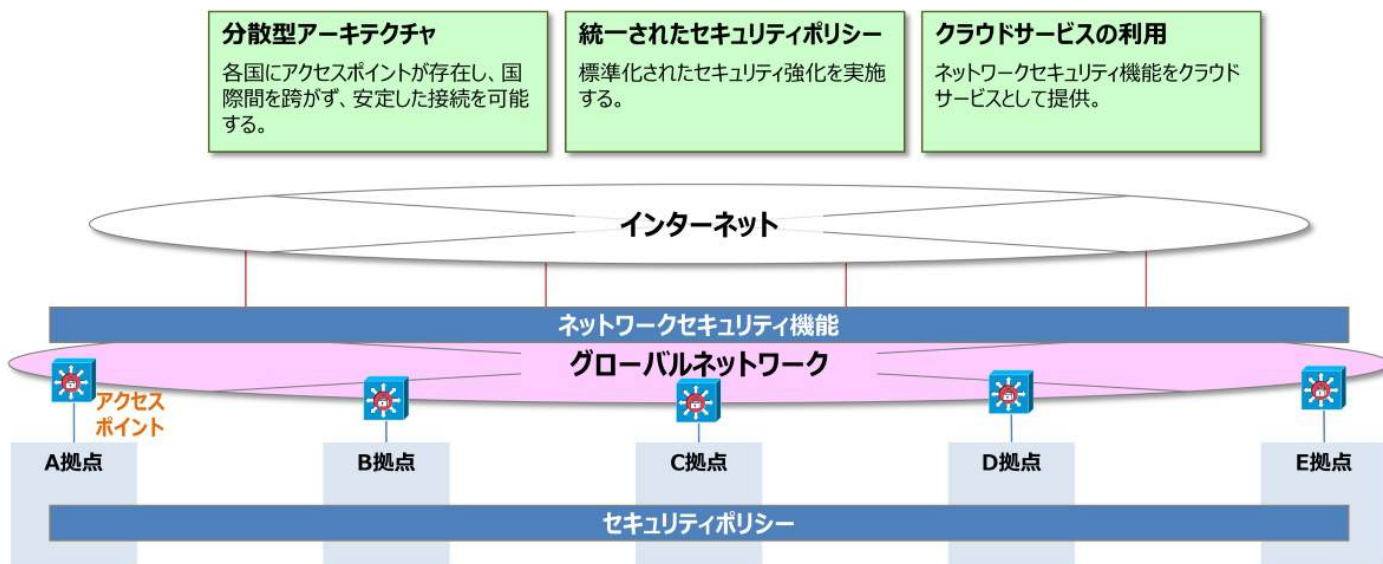 分散型アーキテクチャ
各国にアクセスポイントが存在し、国
際間を跨がず、安定した接続を可能
する。
統一されたセキュリティポリシー
標準化されたセキュリティ強化を実施
する。
クラウドサービスの利用
ネットワークセキュリティ機能をクラウド
サービスとして提供。
インターネット
ネットワークセキュリティ機能
グローバルネットワーク
アクセス
ポイント
A拠点
B拠点
C拠点
D拠点
E拠点
セキュリティポリシー